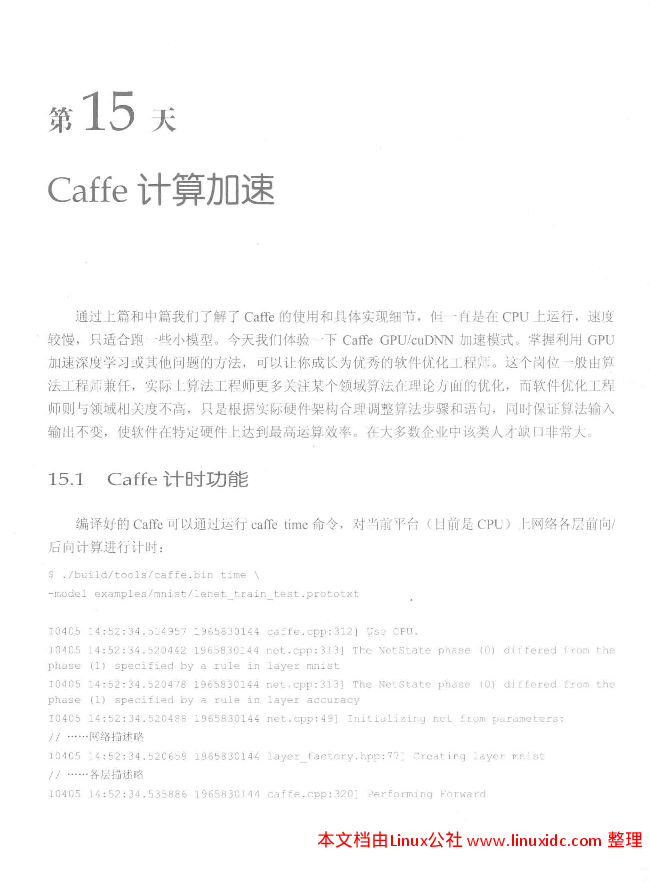 第 15 天
Caffe 计算加速
通过上篇和中篇我们了解了 Caffe 的使用和具体实现细节，但一直是在 CPU 上运行，速度
较慢，只适合跑一些小模型。今天我们体验一下 Caffe GPU/cuDNN 加速模式。掌握利用 GPU
加速深度学习或其他问题的方法，可以让你成长为优秀的软件优化工程师。这个岗位一般由算
法工程师兼任，实际上算法工程师更多关注某个领域算法在理论方面的优化，而软件优化工程
师则与领域相关度不高，只是根据实际硬件架构合理调整算法步骤和语句，同时保证算法输入
输出不变，使软件在特定硬件上达到最高运算效率。在大多数企业中该类人才缺口非常大。
15.1 Caffe 计时功能
编译好的 Caffe 可以通过运行 caffe time 命令，对当前平台（目前是 CPU）上网络各层前向/
后向计算进行计时：
$ ./build/tools/caffe.bin time \
-model examples/mnist/lenet_train_test.prototxt
I0405 14:52:34.514957 1965830144 caffe.cpp:312] Use CPU.
I0405 14:52:34.520442 1965830144 net.cpp:313] The NetState phase (0) differed from the
phase (1) specified by a rule in layer mnist
I0405 14:52:34.520478 1965830144 net.cpp:313] The NetState phase (0) differed from the
phase (1) specified by a rule in layer accuracy
I0405 14:52:34.520488 1965830144 net.cpp:49] Initializing net from parameters:
// ……网络描述略
I0405 14:52:34.520659 1965830144 layer_factory.hpp:77] Creating layer mnist
// ……各层描述略
I0405 14:52:34.535886 1965830144 caffe.cpp:320] Performing Forward
本文档由Linux公社 www.linuxidc.com 整理